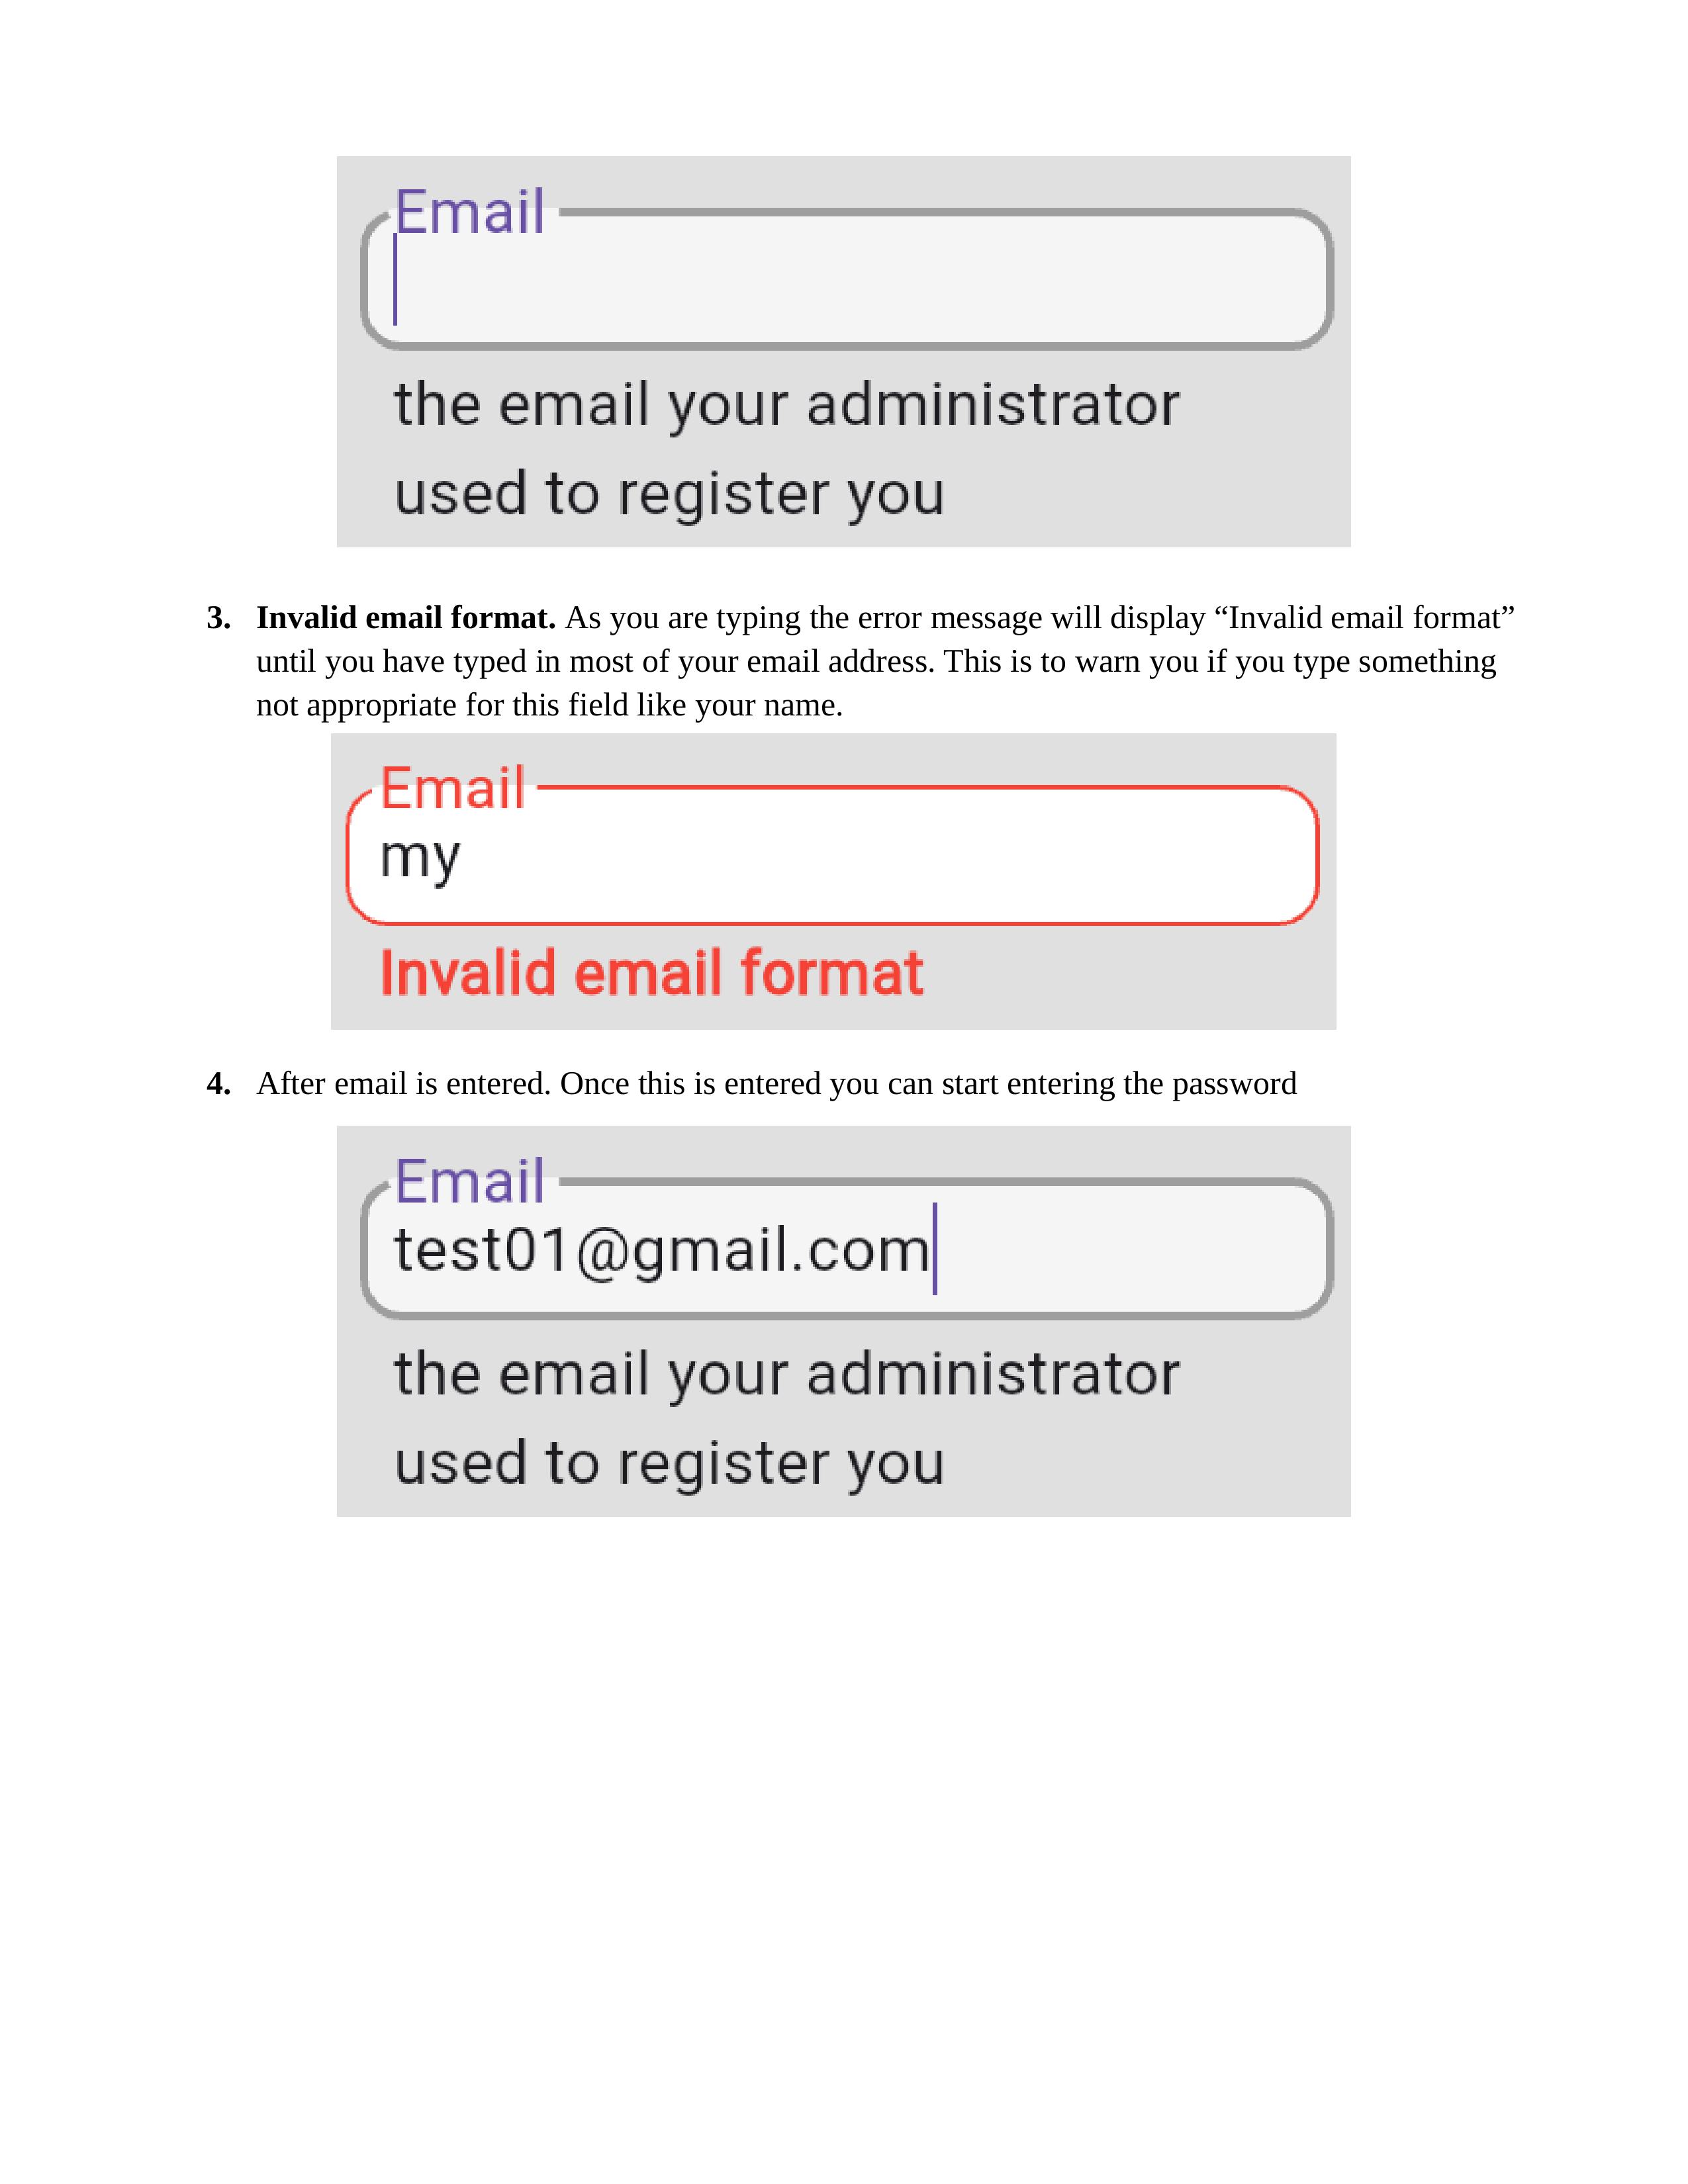 Email
the email your administrator
used to register you
3. Invalid email format. As you are typing the error message will display “Invalid email format”
until you have typed in most of your email address. This is to warn you if you type something
not appropriate for this field like your name.
Email
my
Invalid email format
4. After email is entered. Once this is entered you can start entering the password
Email
test01@gmail.com
the email your administrator
used to register you